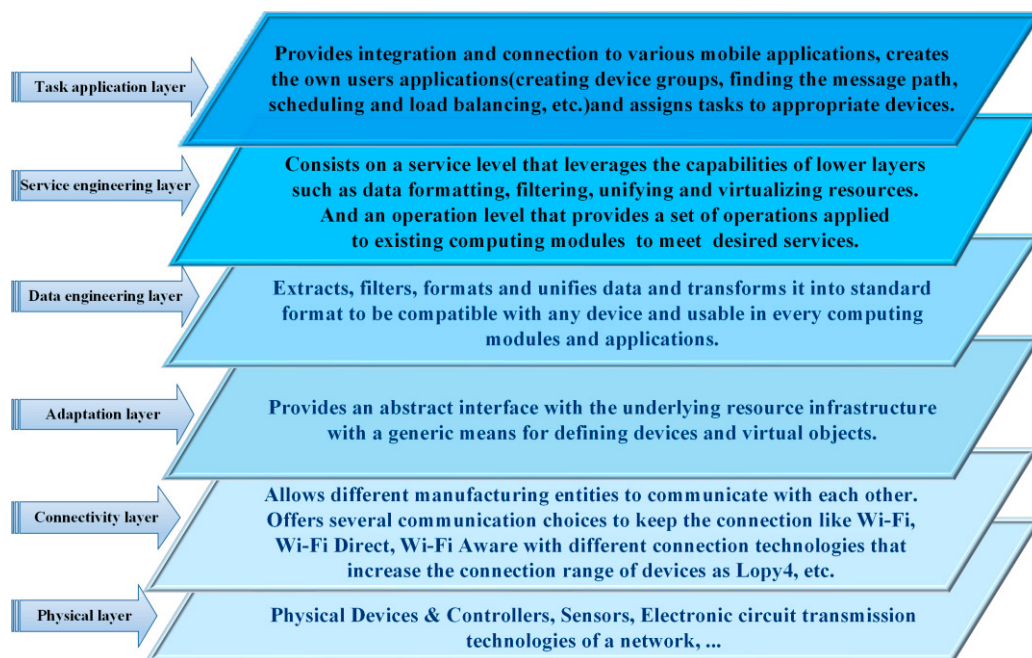 Task application layer
Provides integration and connection to various mobile applications, creates
the own users applications(creating device groups, finding the message path,
scheduling and load balancing, etc.)and assigns tasks to appropriate devices.
Service engineering layer
Consists on a service level that leverages the capabilities of lower layers
such as data formatting, filtering, unifying and virtualizing resources.
And an operation level that provides a set of operations applied
to existing computing modules to meet desired services.
Data engineering layer
Extracts, filters, formats and unifies data and transforms it into standard
format to be compatible with any device and usable in every computing
modules and applications.
Adaptation layer
Provides an abstract interface with the underlying resource infrastructure
with a generic means for defining devices and virtual objects.
Connectivity layer
Allows different manufacturing entities to communicate with each other.
Offers several communication choices to keep the connection like Wi-Fi,
Wi-Fi Direct, Wi-Fi Aware with different connection technologies that
increase the connection range of devices as Lopy4, etc.
Physical layer
Physical Devices & Controllers, Sensors, Electronic circuit transmission
technologies of a network, ...